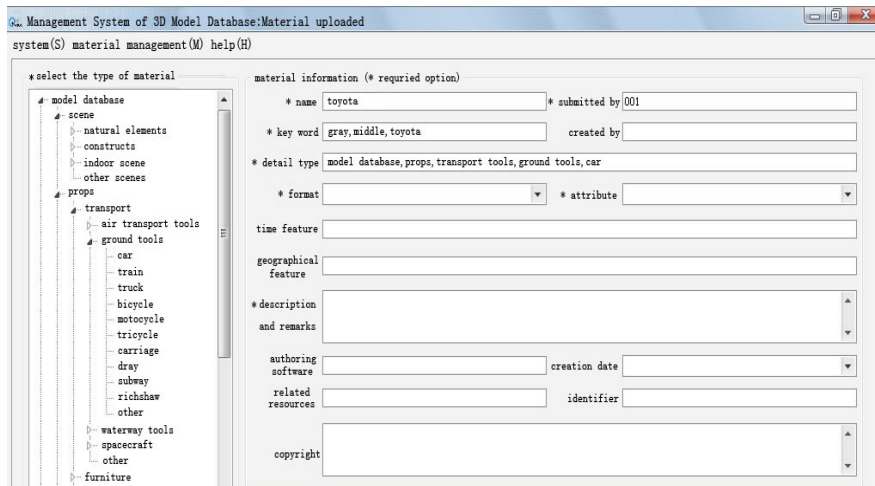 Management System of 3D Model Database:Material uploaded
system(S) material management(M) help(H)
*select the type of material
model database
scene
natural elements
constructs
indoor scene
other scenes
props
transport
air transport tools
ground tools
car
train
truck
bicycle
motocycle
tricycle
carriage
dray
subway
richshaw
other
waterway tools
spacecraft
other
furniture
material information (* requried option)
* name toyota * submitted by 001
* key word gray, middle, toyota created by
* detail type model database, props, transport tools, ground tools, car
* format * attribute
time feature
geographical
feature
*description
and remarks
authoring
software creation date
related
resources identifier
copyright